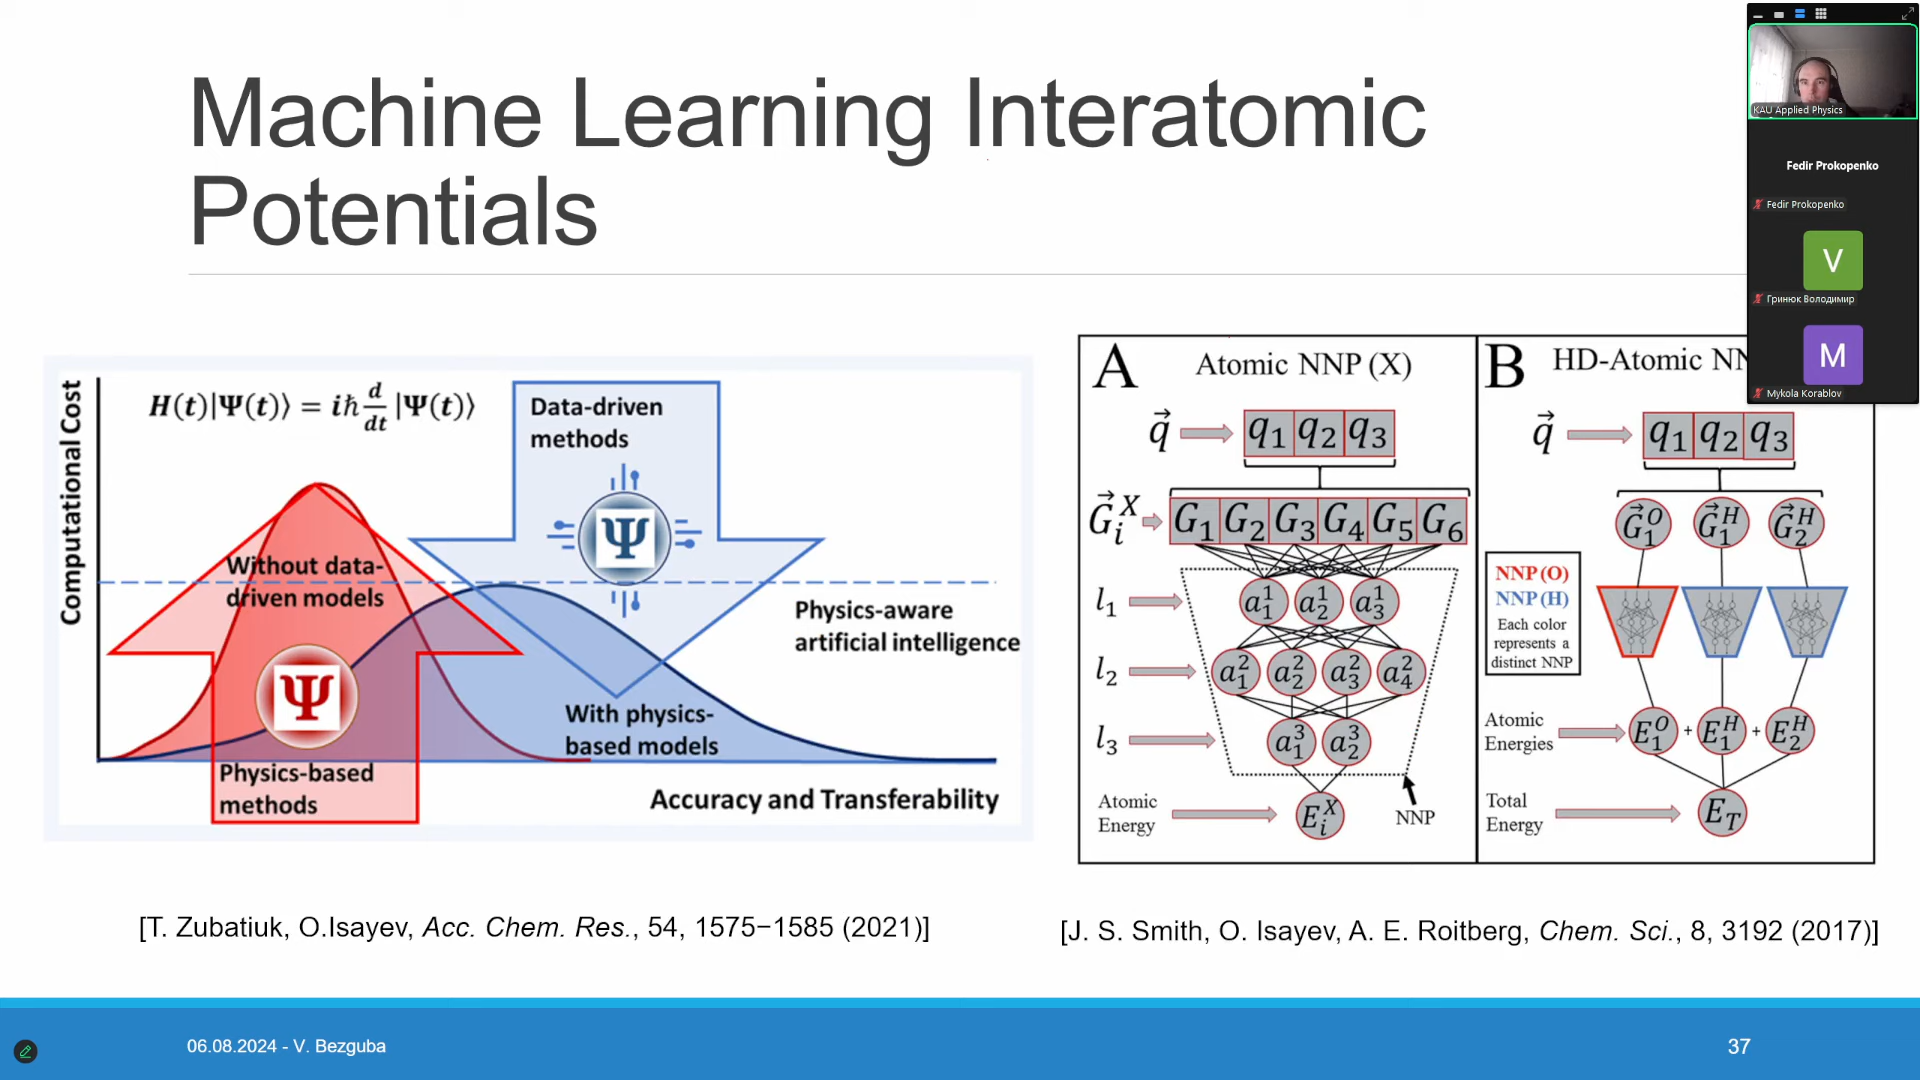 Machine Learning Interatomic
Potentials
Computational Cost
H(t)|Ψ(t)⟩ = iħ d/dt |Ψ(t)⟩
Data-driven
methods
Ψ
Without data-
driven models
Physics-aware
artificial intelligence
Ψ
With physics-
based models
Physics-based
methods
Accuracy and Transferability
[T. Zubatiuk, O.Isayev, Acc. Chem. Res., 54, 1575−1585 (2021)]
A
Atomic NNP (X)
q⃗
q₁ q₂ q₃
G⃗ᵢˣ
G₁ G₂ G₃ G₄ G₅ G₆
l₁
a₁¹ a₂¹ a₃¹
l₂
a₁² a₂² a₃² a₄²
l₃
a₁³ a₂³
Atomic
Energy
Eᵢˣ
NNP
B
HD-Atomic
q⃗
q₁ q₂ q₃
G⃗₁ᴼ G⃗₁ᴴ G⃗₂ᴴ
NNP (O)
NNP (H)
Each color
represents a
distinct NNP
Atomic
Energies
E₁ᴼ + E₁ᴴ + E₂ᴴ
Total
Energy
E_T
[J. S. Smith, O. Isayev, A. E. Roitberg, Chem. Sci., 8, 3192 (2017)]
06.08.2024 - V. Bezguba
37
KAU Applied Physics
Fedir Prokopenko
Fedir Prokopenko
V
Гринюк Володимир
M
Mykola Korablov